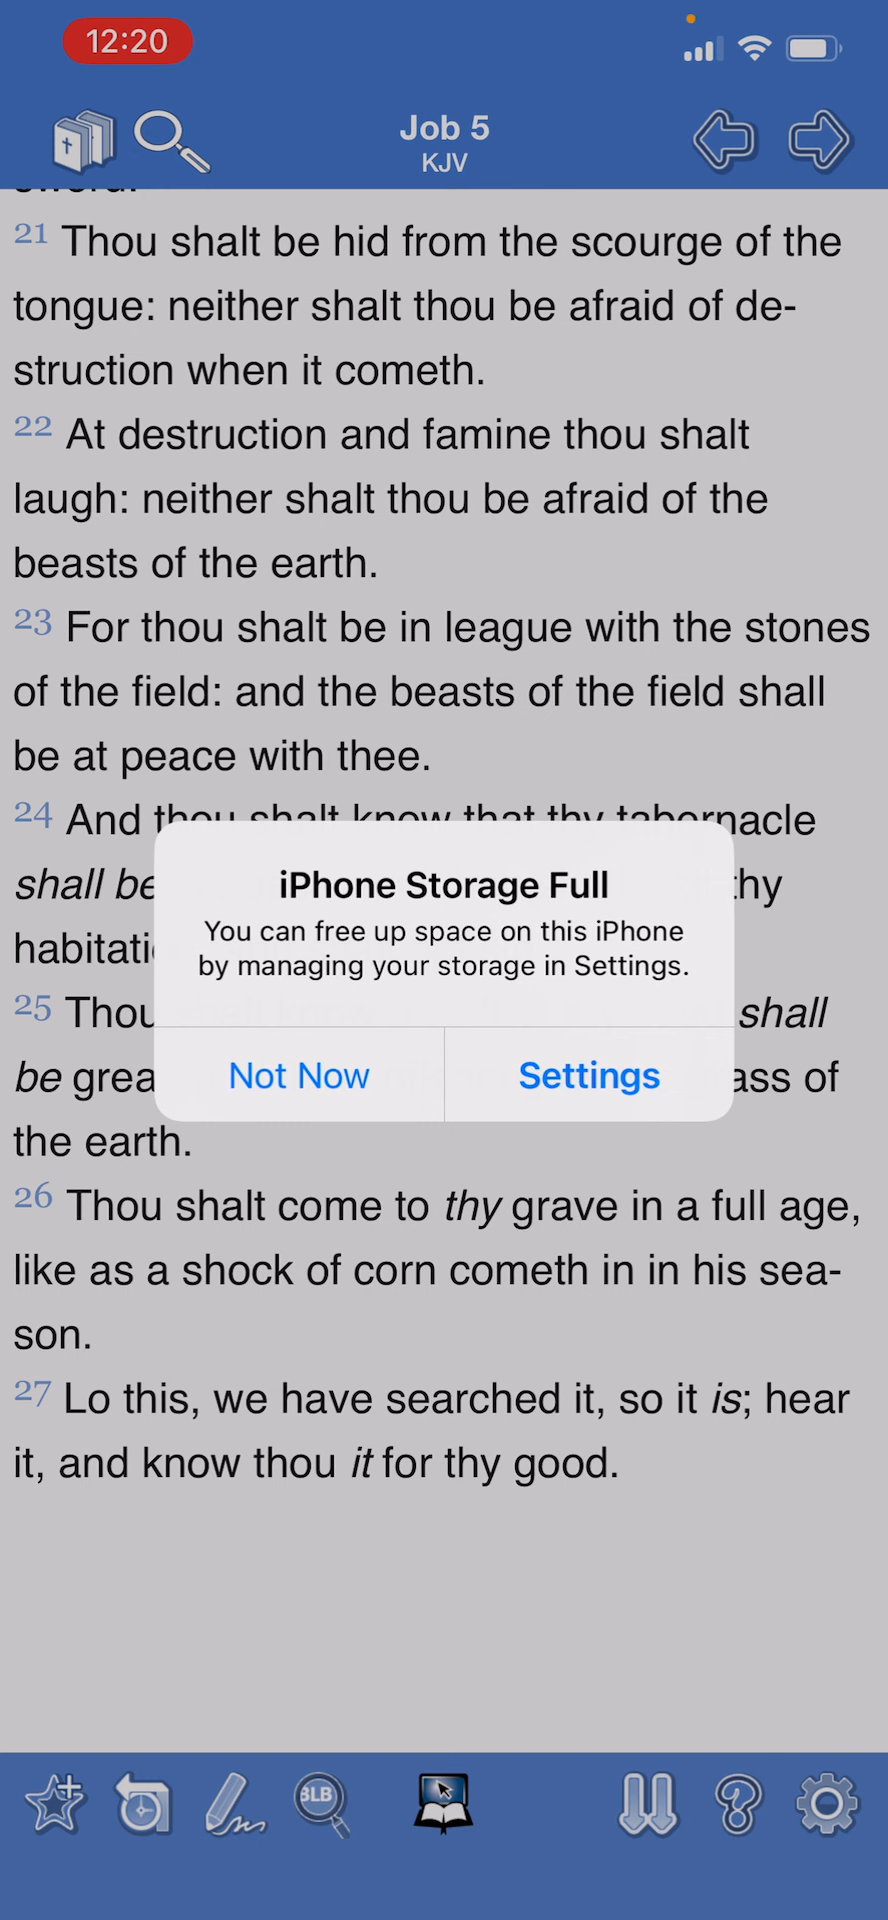 12:20
Job 5
KJV
21 Thou shalt be hid from the scourge of the
tongue: neither shalt thou be afraid of de-
struction when it cometh.
22 At destruction and famine thou shalt
laugh: neither shalt thou be afraid of the
beasts of the earth.
23 For thou shalt be in league with the stones
of the field: and the beasts of the field shall
be at peace with thee.
24 And thou shalt know that thy tabernacle
shall be thy
habitati
iPhone Storage Full
You can free up space on this iPhone
by managing your storage in Settings.
Not Now
Settings
25 Thou shall
be grea ass of
the earth.
26 Thou shalt come to thy grave in a full age,
like as a shock of corn cometh in in his sea-
son.
27 Lo this, we have searched it, so it is; hear
it, and know thou it for thy good.
BLB